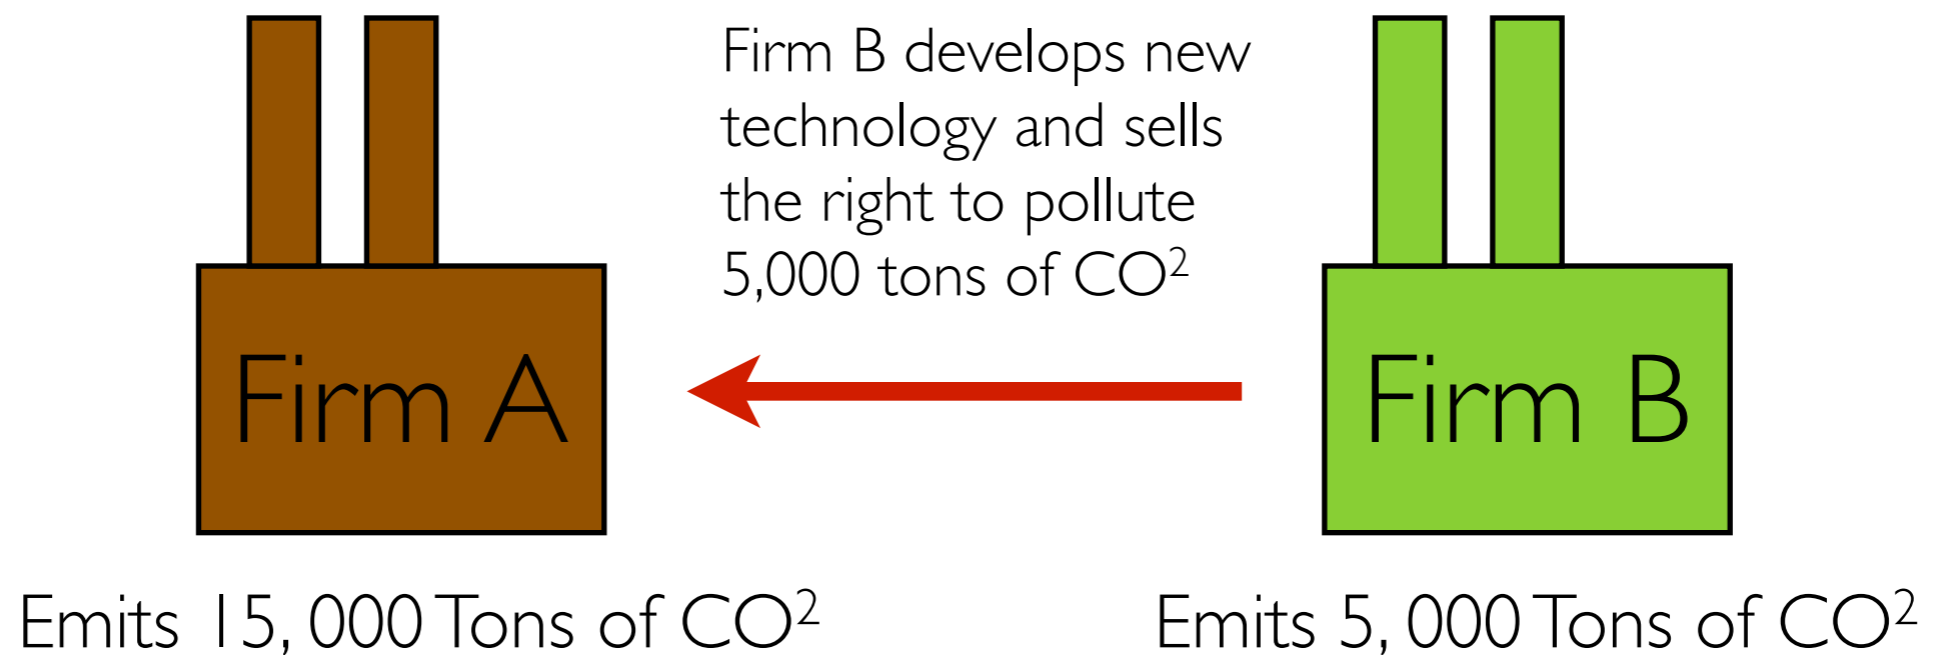 Firm B develops new
technology and sells
the right to pollute
5,000 tons of CO²
Firm A
Firm B
Emits 15, 000 Tons of CO²
Emits 5, 000 Tons of CO²